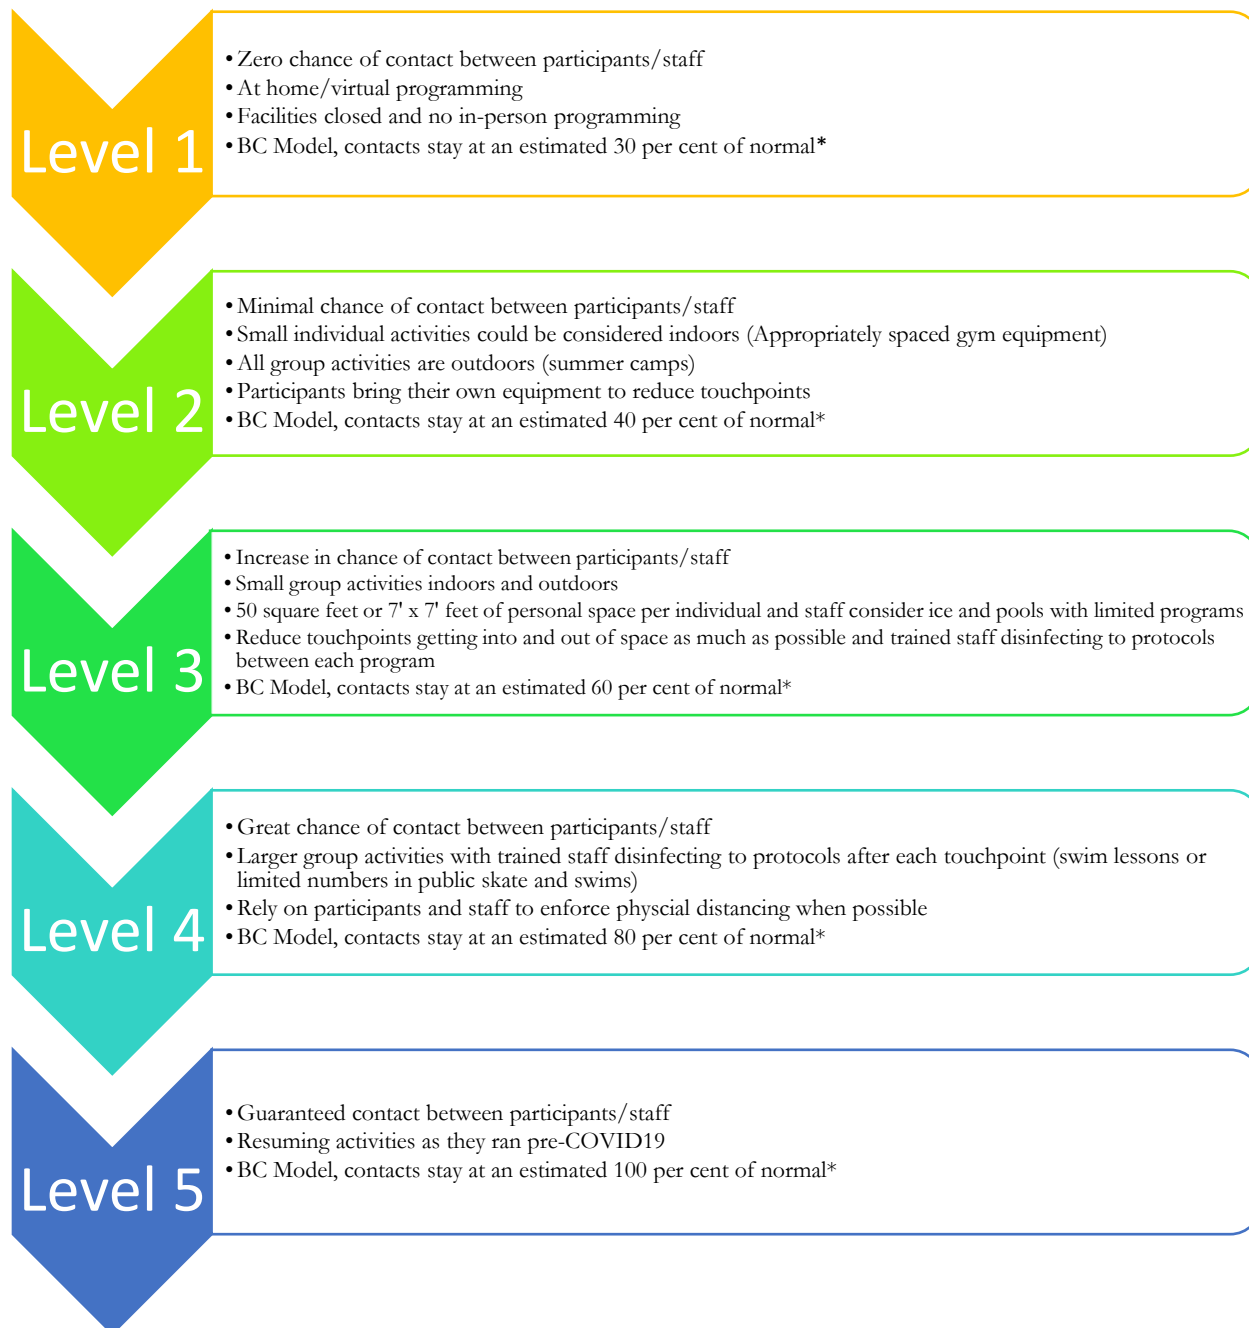 Level 1
• Zero chance of contact between participants/staff
• At home/virtual programming
• Facilities closed and no in-person programming
• BC Model, contacts stay at an estimated 30 per cent of normal*
Level 2
• Minimal chance of contact between participants/staff
• Small individual activities could be considered indoors (Appropriately spaced gym equipment)
• All group activities are outdoors (summer camps)
• Participants bring their own equipment to reduce touchpoints
• BC Model, contacts stay at an estimated 40 per cent of normal*
Level 3
• Increase in chance of contact between participants/staff
• Small group activities indoors and outdoors
• 50 square feet or 7' x 7' feet of personal space per individual and staff consider ice and pools with limited programs
• Reduce touchpoints getting into and out of space as much as possible and trained staff disinfecting to protocols
between each program
• BC Model, contacts stay at an estimated 60 per cent of normal*
Level 4
• Great chance of contact between participants/staff
• Larger group activities with trained staff disinfecting to protocols after each touchpoint (swim lessons or
limited numbers in public skate and swims)
• Rely on participants and staff to enforce physcial distancing when possible
• BC Model, contacts stay at an estimated 80 per cent of normal*
Level 5
• Guaranteed contact between participants/staff
• Resuming activities as they ran pre-COVID19
• BC Model, contacts stay at an estimated 100 per cent of normal*